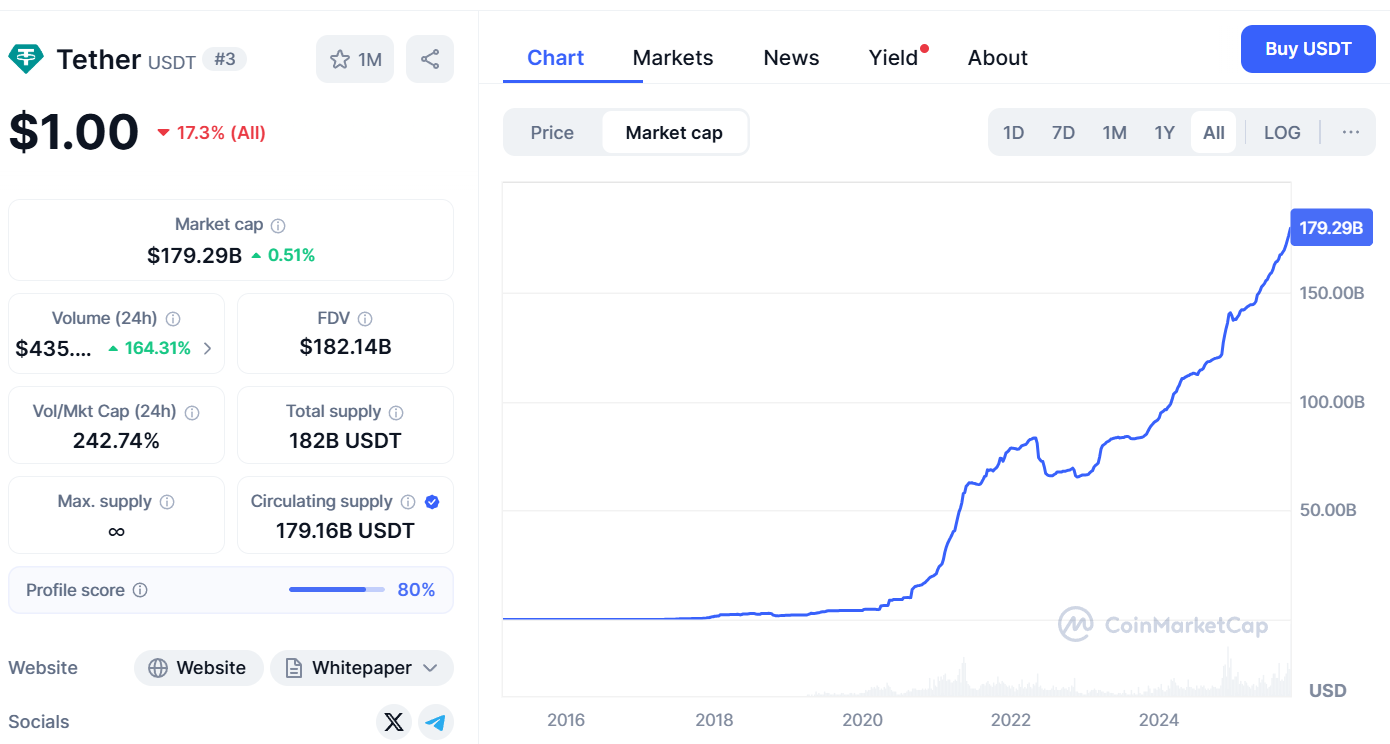 Tether USDT #3 1M
$1.00 17.3% (All)
Market cap
$179.29B 0.51%
Volume (24h)
$435.... 164.31%
FDV
$182.14B
Vol/Mkt Cap (24h)
242.74%
Total supply
182B USDT
Max. supply
∞
Circulating supply
179.16B USDT
Profile score 80%
Website Website Whitepaper
Socials
Chart Markets News Yield About Buy USDT
Price Market cap 1D 7D 1M 1Y All LOG ...
179.29B
150.00B
100.00B
50.00B
CoinMarketCap
USD
2016 2018 2020 2022 2024